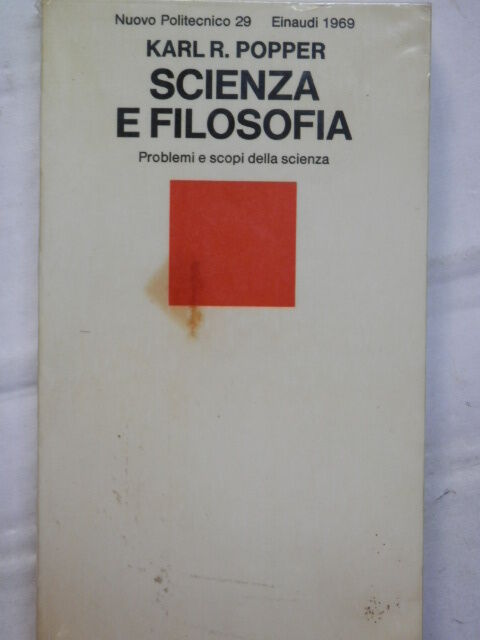 Nuovo Politecnico 29 Einaudi 1969
KARL R. POPPER
SCIENZA
E FILOSOFIA
Problemi e scopi della scienza